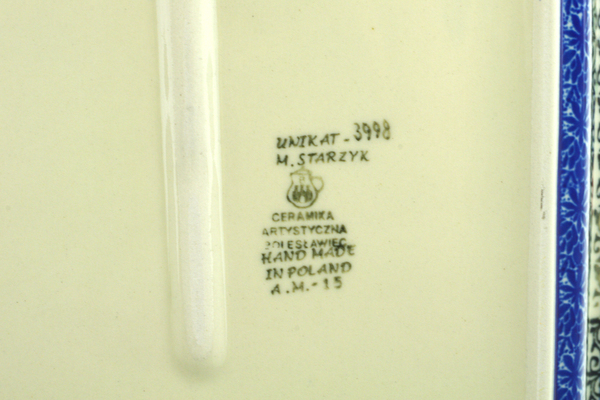 UNIKAT - 3998
M. STARZYK
CERAMIKA
ARTYSTYCZNA
BOLESŁAWIEC
HAND MADE
IN POLAND
A.M.-15